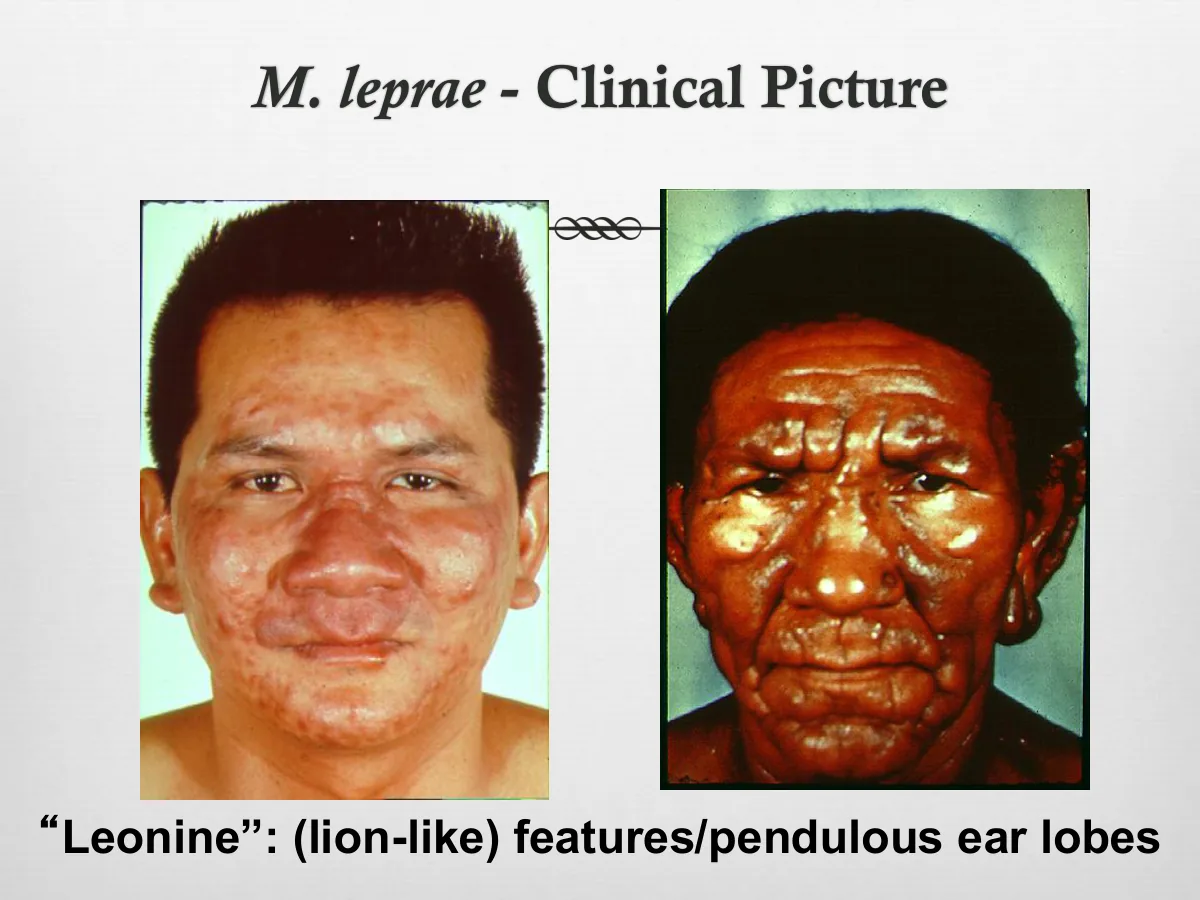 M. leprae - Clinical Picture
“Leonine”: (lion-like) features/pendulous ear lobes